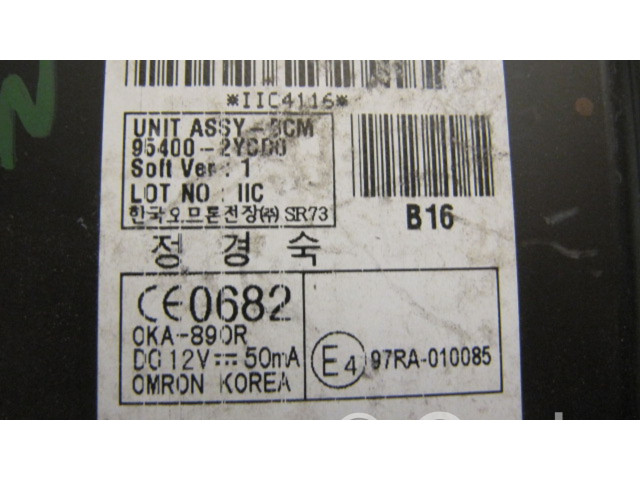 *IIC4116*
UNIT ASSY-BCM
95400-2YCD0
Soft Ver : 1
LOT NO : IIC
한국오므론전장(주) SR73
B16
정 경 숙
CE0682
OKA-890R
DC 12V⎓50mA
OMRON KOREA
E4
97RA-010085